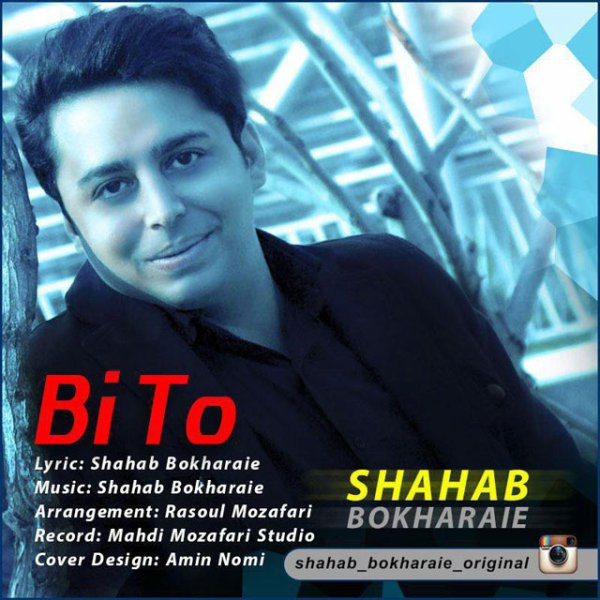 Bi To
Lyric: Shahab Bokharaie
Music: Shahab Bokharaie
Arrangement: Rasoul Mozafari
Record: Mahdi Mozafari Studio
Cover Design: Amin Nomi
SHAHAB
BOKHARAIE
shahab_bokharaie_original